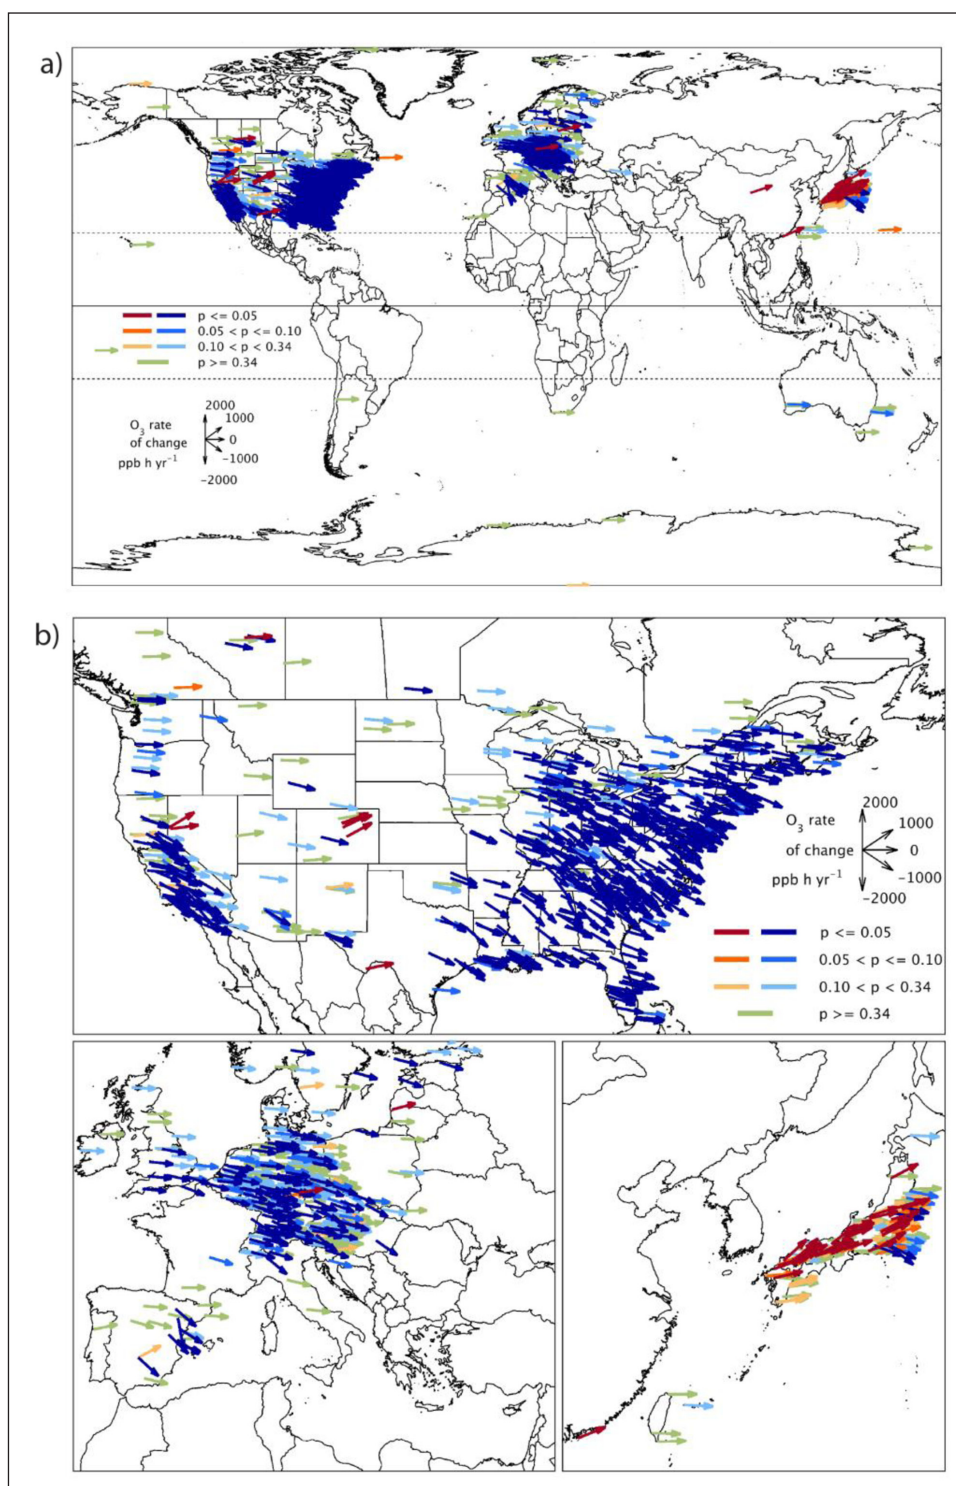 a)
p <= 0.05
0.05 < p <= 0.10
0.10 < p < 0.34
p >= 0.34
2000
O3 rate
1000
of change
0
ppb h yr−1
−1000
−2000
b)
2000
O3 rate
1000
of change
0
ppb h yr−1
−1000
−2000
p <= 0.05
0.05 < p <= 0.10
0.10 < p < 0.34
p >= 0.34